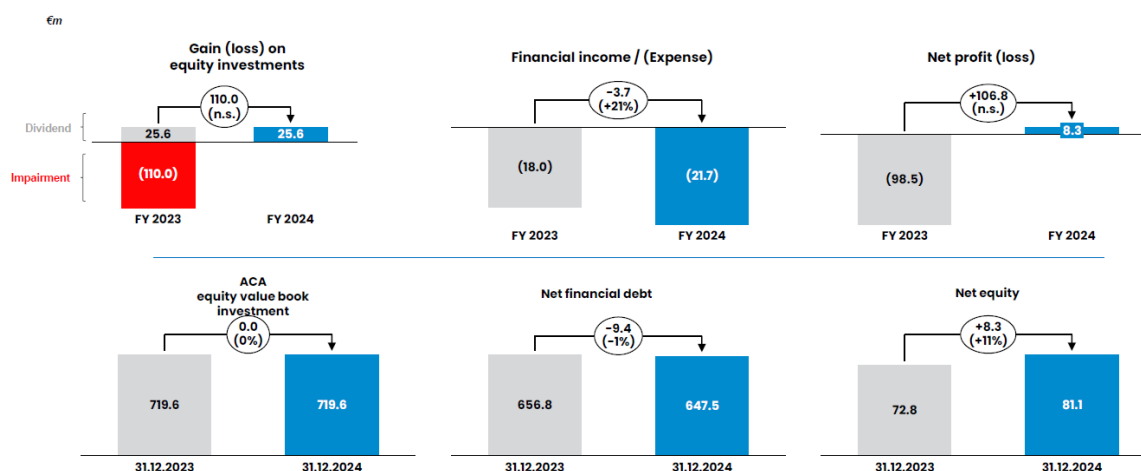 €m
Gain (loss) on
equity investments
110.0
(n.s.)
Dividend
25.6
25.6
Impairment
(110.0)
FY 2023
FY 2024
Financial income / (Expense)
-3.7
(+21%)
(18.0)
(21.7)
FY 2023
FY 2024
Net profit (loss)
+106.8
(n.s.)
8.3
(98.5)
FY 2023
FY 2024
ACA
equity value book
investment
0.0
(0%)
719.6
719.6
31.12.2023
31.12.2024
Net financial debt
-9.4
(-1%)
656.8
647.5
31.12.2023
31.12.2024
Net equity
+8.3
(+11%)
72.8
81.1
31.12.2023
31.12.2024